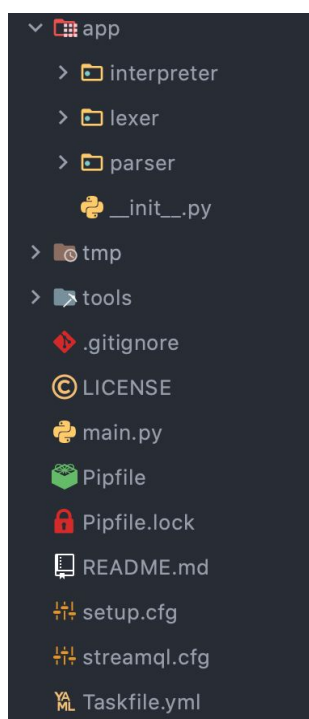 app
interpreter
lexer
parser
__init__.py
tmp
tools
.gitignore
LICENSE
main.py
Pipfile
Pipfile.lock
README.md
setup.cfg
streamql.cfg
YAML Taskfile.yml